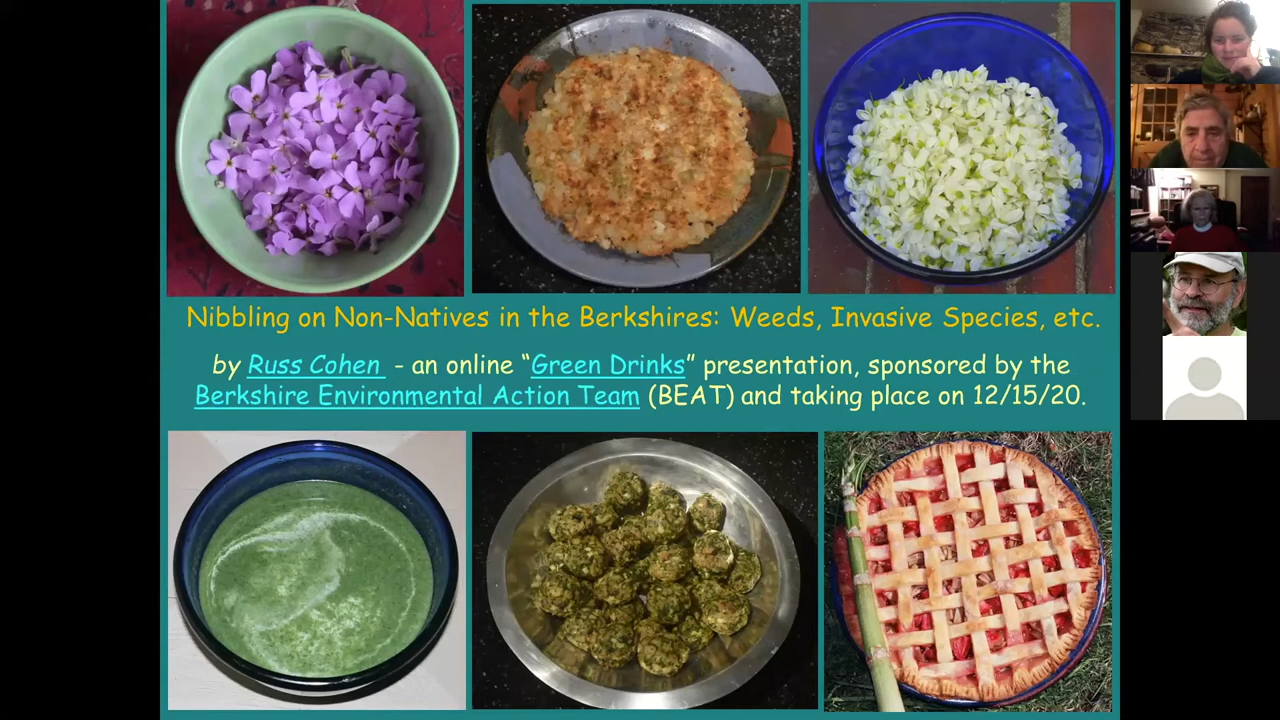 Nibbling on Non-Natives in the Berkshires: Weeds, Invasive Species, etc.
by Russ Cohen - an online “Green Drinks” presentation, sponsored by the
Berkshire Environmental Action Team (BEAT) and taking place on 12/15/20.